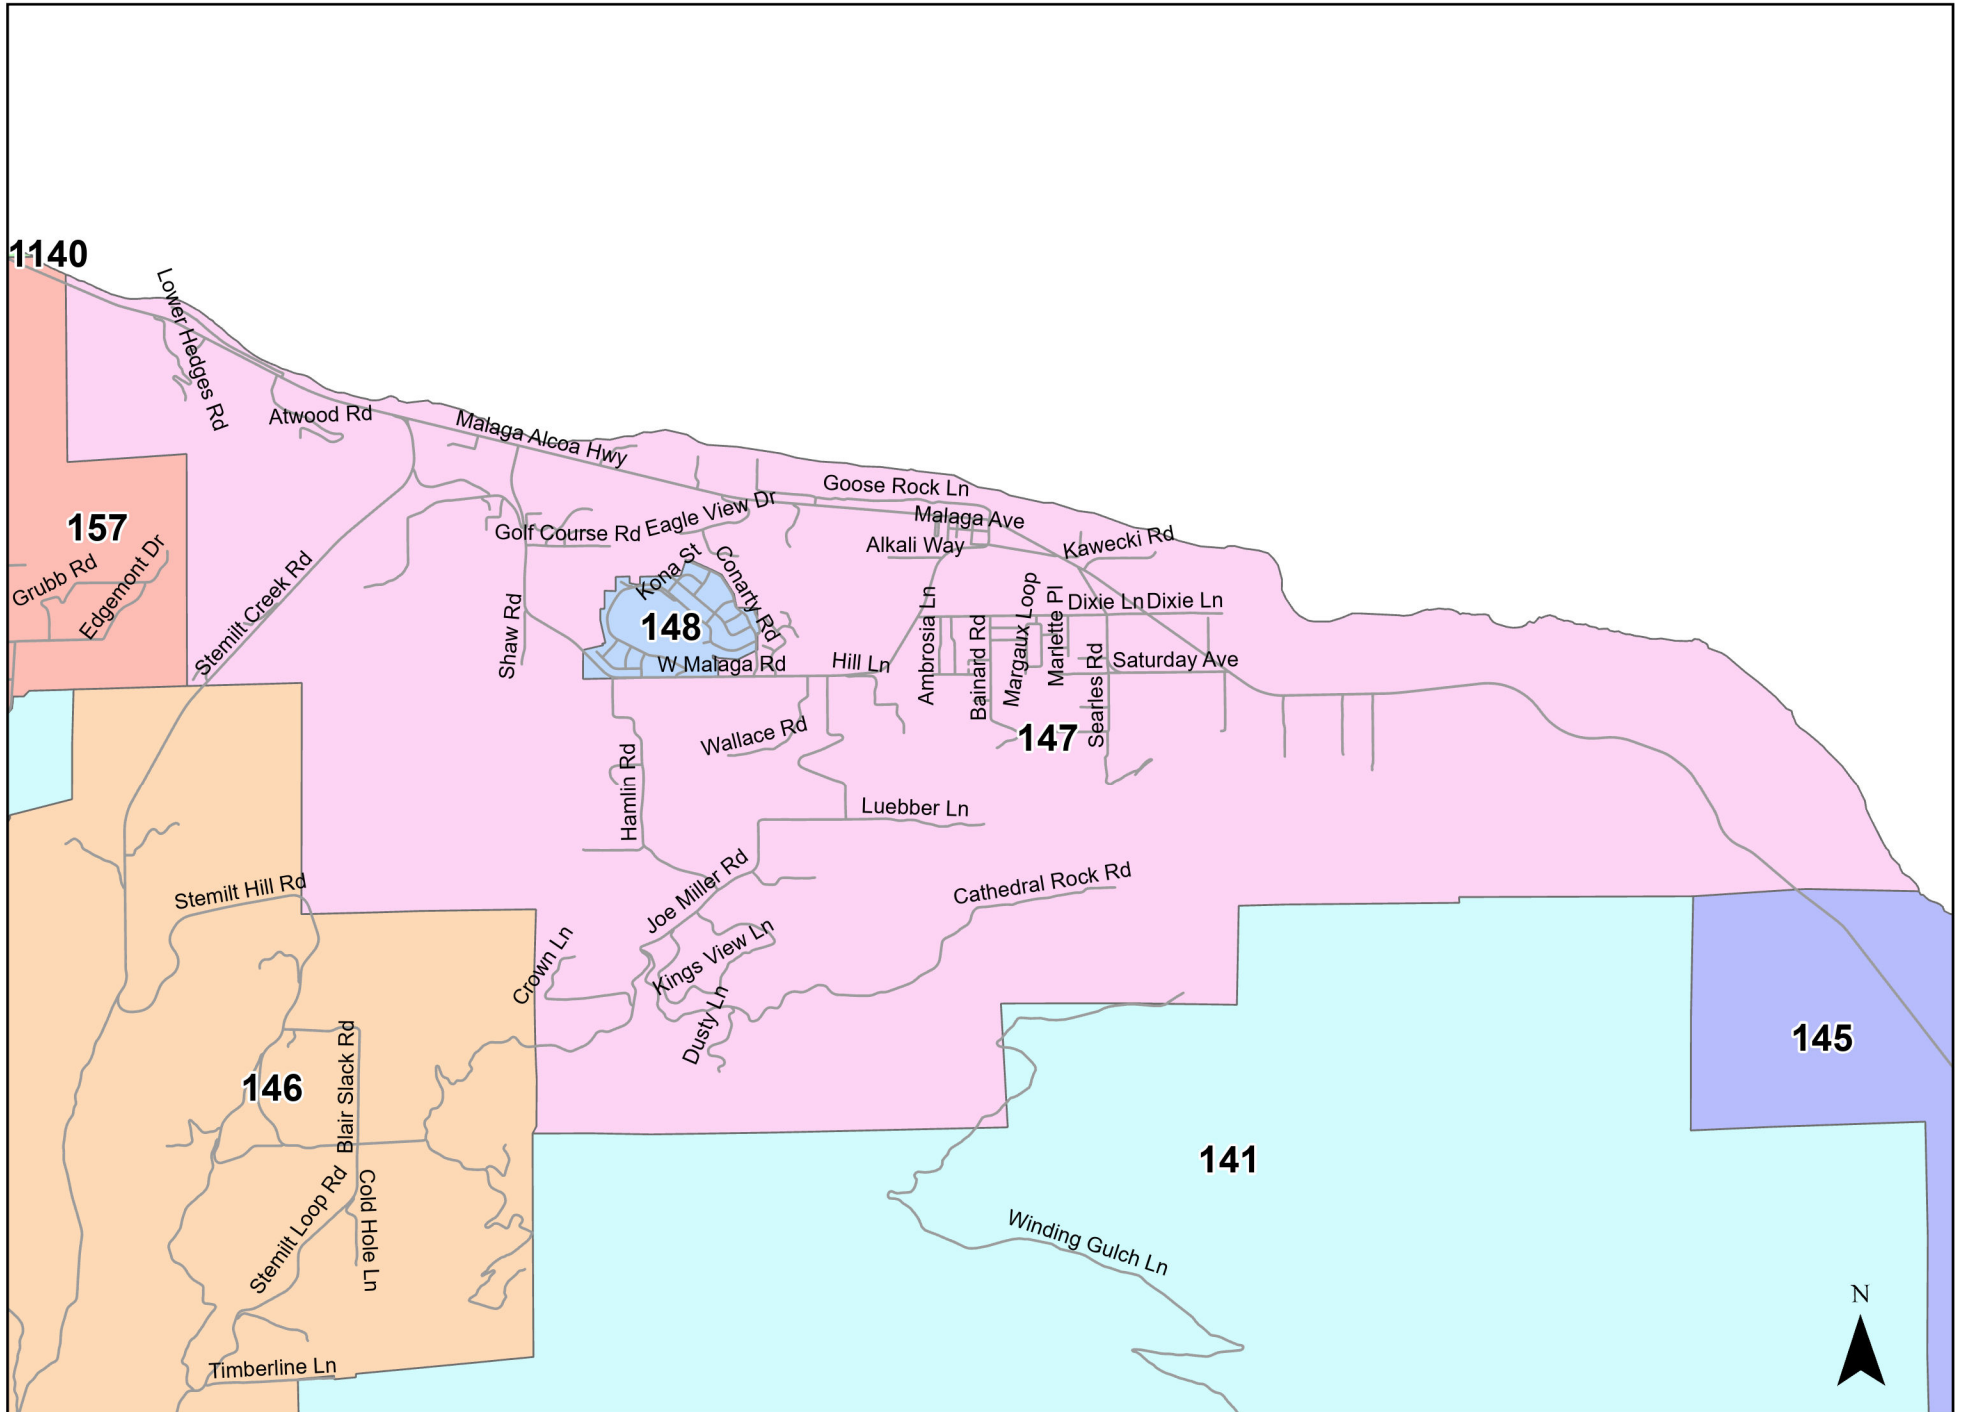 1140
Lower Hedges Rd
Atwood Rd
Malaga Alcoa Hwy
Goose Rock Ln
157
Golf Course Rd
Eagle View Dr
Malaga Ave
Alkali Way
Kawecki Rd
Grubb Rd
Edgemont Dr
Stemilt Creek Rd
Shaw Rd
Kona St
Conarty Rd
148
W Malaga Rd
Hill Ln
Ambrosia Ln
Bainard Rd
Margaux Loop
Marlette Pl
Dixie Ln
Dixie Ln
Searles Rd
Saturday Ave
147
Wallace Rd
Hamlin Rd
Luebber Ln
Joe Miller Rd
Cathedral Rock Rd
Stemilt Hill Rd
Crown Ln
Kings View Ln
Dusty Ln
145
146
Blair Slack Rd
141
Stemilt Loop Rd
Cold Hole Ln
Winding Gulch Ln
N
Timberline Ln